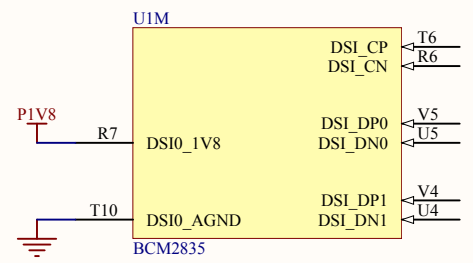 U1M
DSI_CP T6
DSI_CN R6
P1V8
DSI_DP0 V5
R7 DSI0_1V8 DSI_DN0 U5
DSI_DP1 V4
T10 DSI0_AGND DSI_DN1 U4
BCM2835